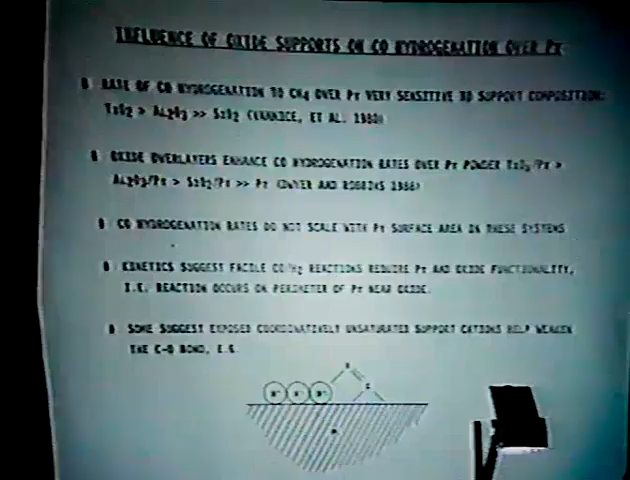 INFLUENCE OF OXIDE SUPPORTS ON CO HYDROGENATION OVER PT
RATE OF CO HYDROGENATION TO CH4 OVER PT VERY SENSITIVE TO SUPPORT COMPOSITION:
TiO2 > AL2O3 >> SiO2 (VANNICE, ET AL. 1980)
OXIDE OVERLAYERS ENHANCE CO HYDROGENATION RATES OVER PT POWDER TiO2/PT >
AL2O3/PT > SiO2/PT >> PT (DWYER AND ROBBINS 1986)
CO HYDROGENATION RATES DO NOT SCALE WITH PT SURFACE AREA IN THESE SYSTEMS
KINETICS SUGGEST FACILE CO/H2 REACTIONS REQUIRE PT AND OXIDE FUNCTIONALITY,
I.E. REACTION OCCURS ON PERIMETER OF PT NEAR OXIDE.
SOME SUGGEST EXPOSED COORDINATIVELY UNSATURATED SUPPORT CATIONS HELP WEAKEN
THE C-O BOND, E.G.